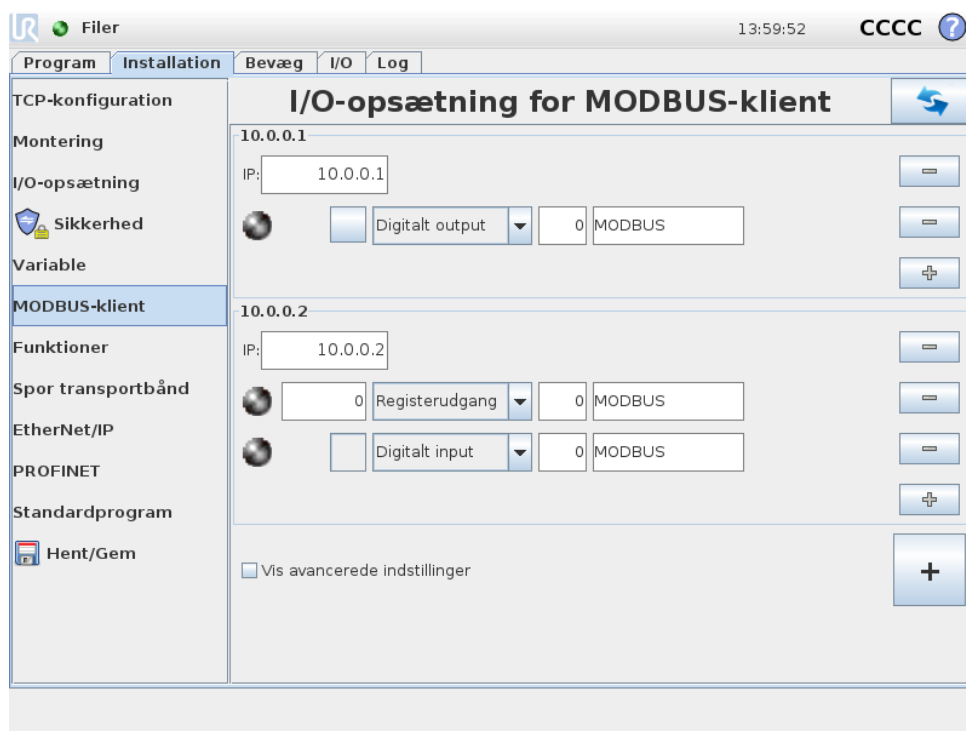 UR Filer 13:59:52 CCCC ?
Program Installation Bevæg I/O Log
TCP-konfiguration
Montering
I/O-opsætning
Sikkerhed
Variable
MODBUS-klient
Funktioner
Spor transportbånd
EtherNet/IP
PROFINET
Standardprogram
Hent/Gem
I/O-opsætning for MODBUS-klient
10.0.0.1
IP: 10.0.0.1
Digitalt output 0 MODBUS
10.0.0.2
IP: 10.0.0.2
0 Registerudgang 0 MODBUS
Digitalt input 0 MODBUS
Vis avancerede indstillinger
+